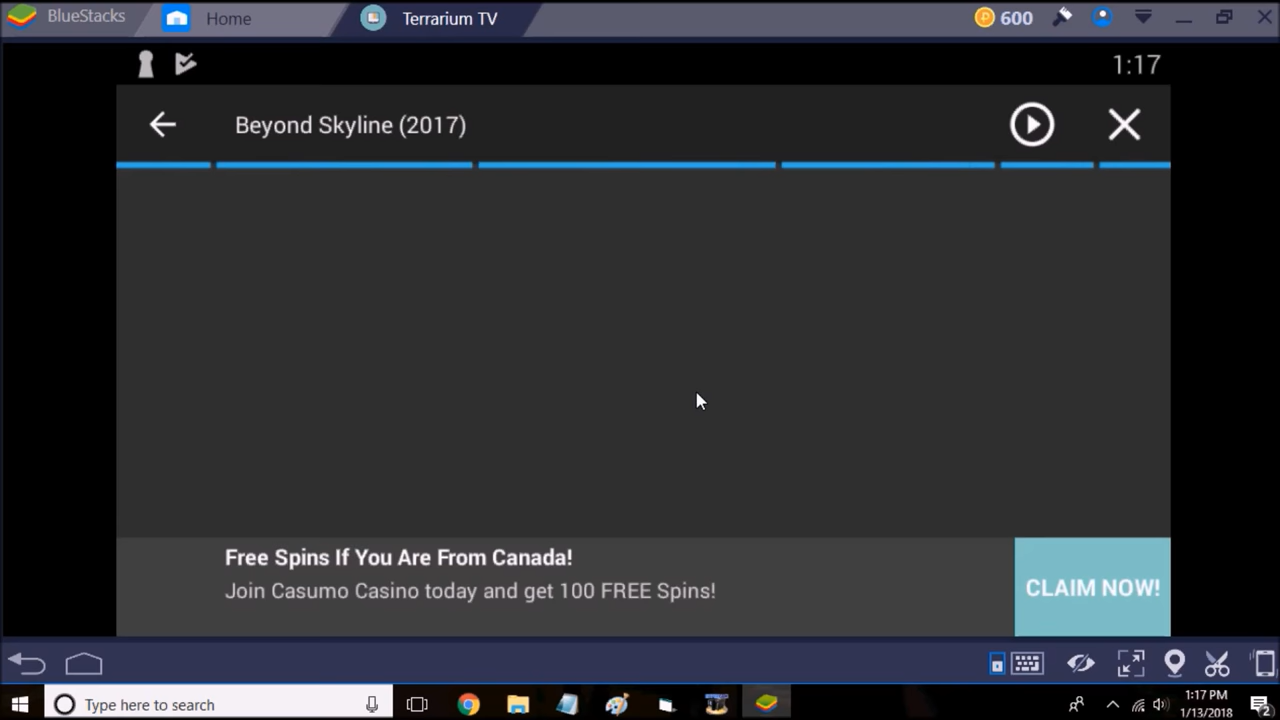 BlueStacks
Home
Terrarium TV
600
1:17
Beyond Skyline (2017)
Free Spins If You Are From Canada!
Join Casumo Casino today and get 100 FREE Spins!
CLAIM NOW!
Type here to search
1:17 PM
1/13/2018
2